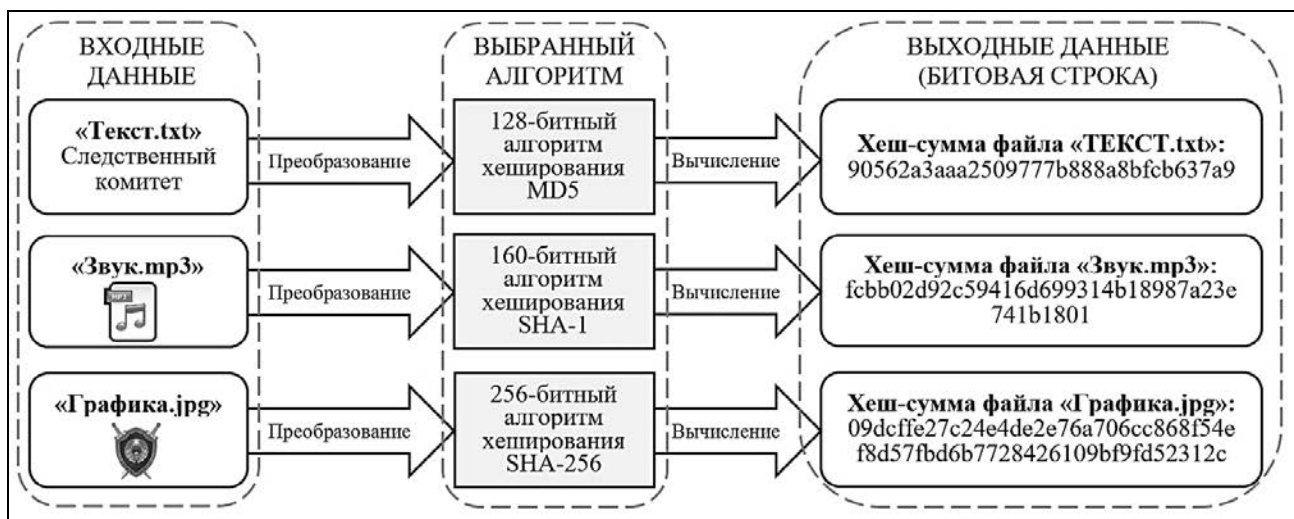 ВХОДНЫЕ
ДАННЫЕ
ВЫБРАННЫЙ
АЛГОРИТМ
ВЫХОДНЫЕ ДАННЫЕ
(БИТОВАЯ СТРОКА)
«Текст.txt»
Следственный
комитет
Преобразование
128-битный
алгоритм
хеширования
MD5
Вычисление
Хеш-сумма файла «ТЕКСТ.txt»:
90562a3aaa2509777b888a8bfcb637a9
«Звук.mp3»
MP3
Преобразование
160-битный
алгоритм
хеширования
SHA-1
Вычисление
Хеш-сумма файла «Звук.mp3»:
fcbb02d92c59416d699314b18987a23e
741b1801
«Графика.jpg»
Преобразование
256-битный
алгоритм
хеширования
SHA-256
Вычисление
Хеш-сумма файла «Графика.jpg»:
09dcffe27c24e4de2e76a706cc868f54e
f8d57fbd6b7728426109bf9fd52312c